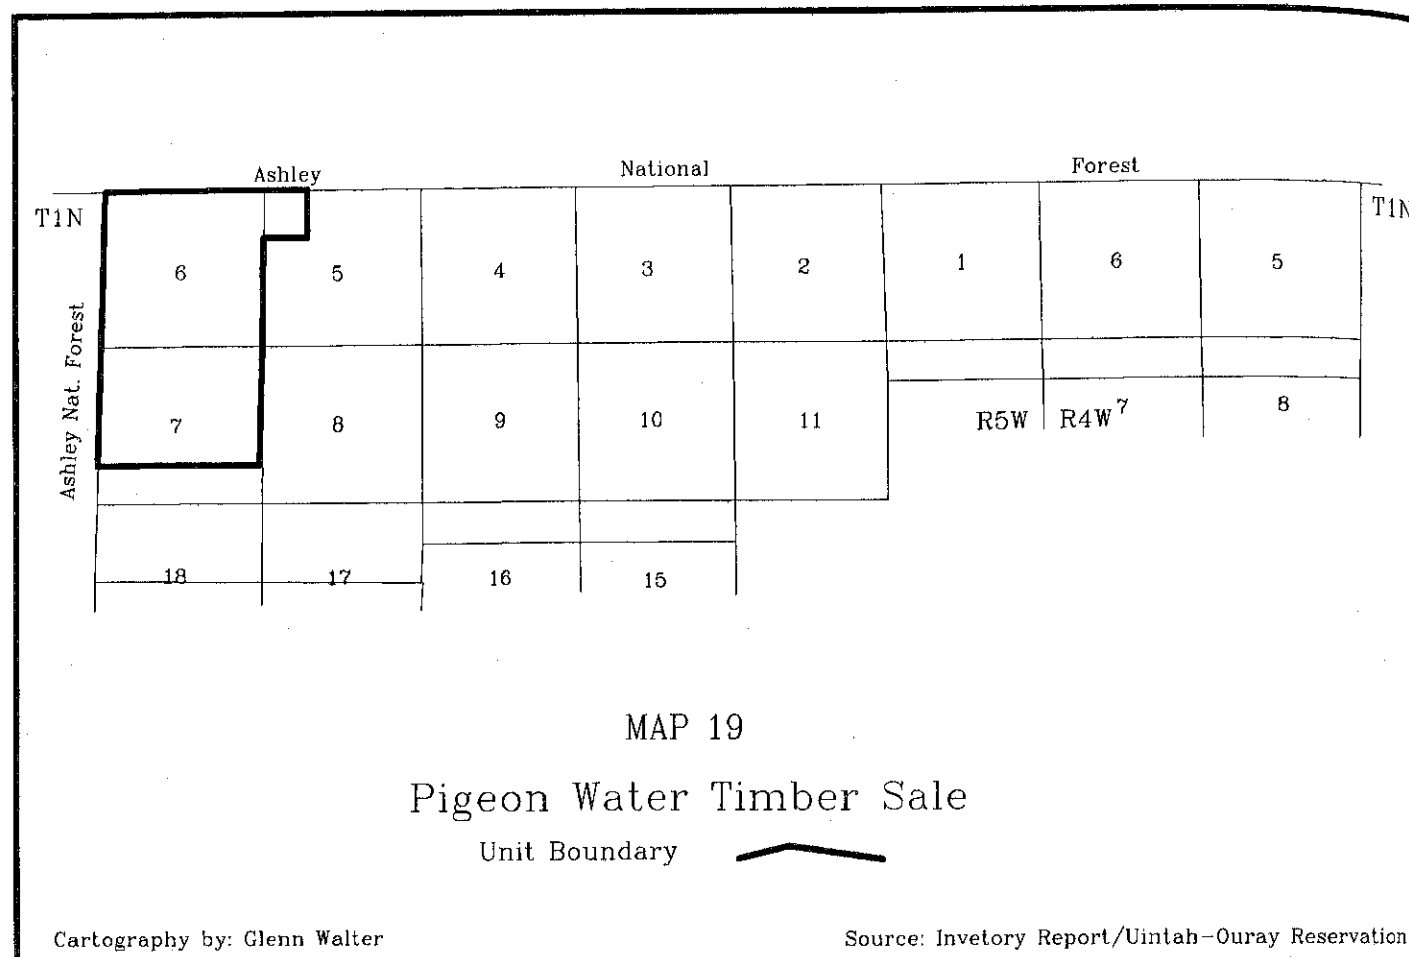 Ashley National Forest
T1N T1N
6 5 4 3 2 1 6 5
Ashley Nat. Forest
7 8 9 10 11 R5W R4W 7 8
18 17 16 15
MAP 19
Pigeon Water Timber Sale
Unit Boundary
Cartography by: Glenn Walter
Source: Invetory Report/Uintah-Ouray Reservation